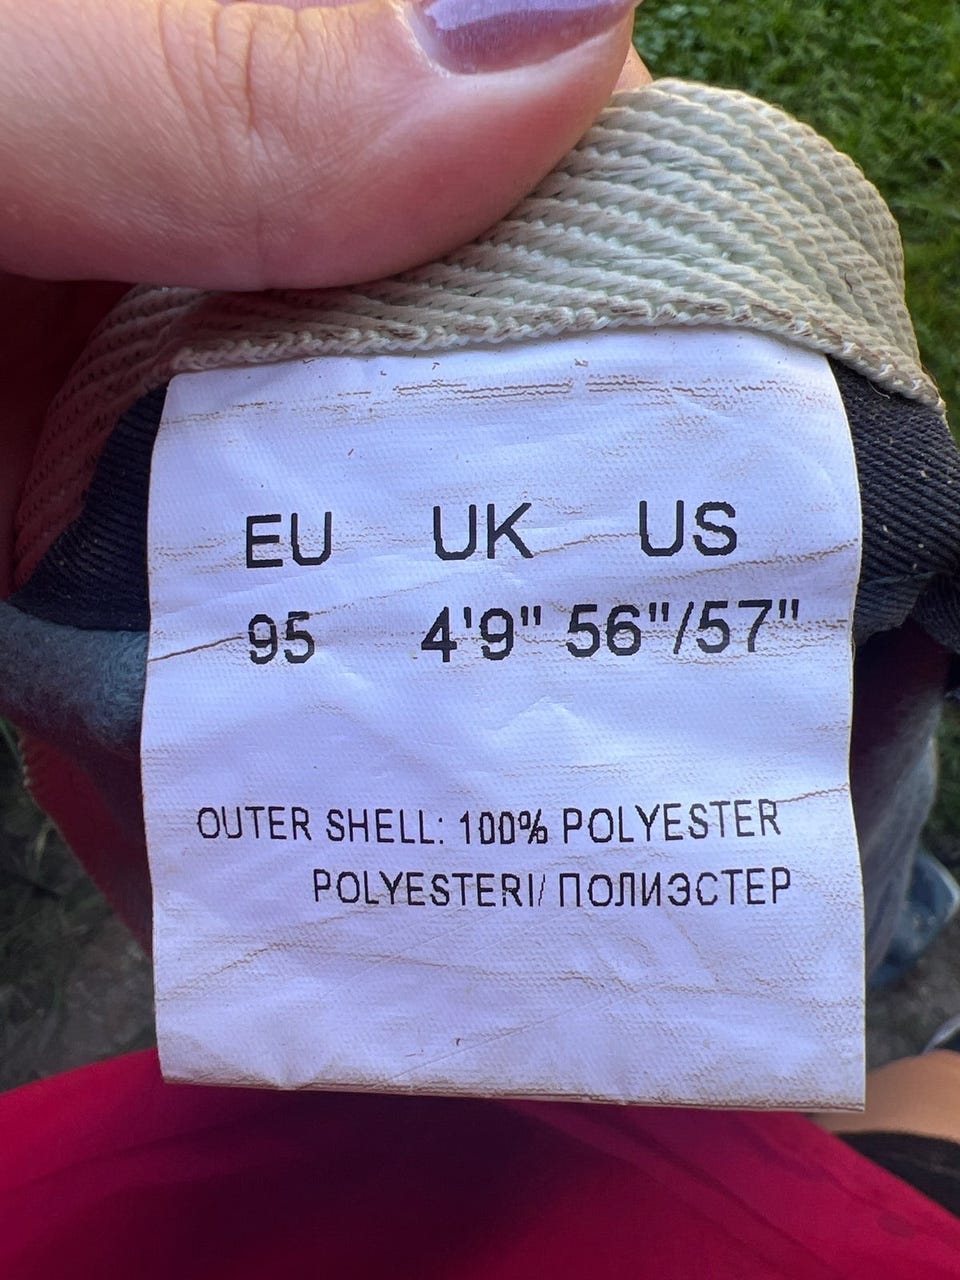 EU UK US
95 4'9" 56"/57"
OUTER SHELL: 100% POLYESTER
POLYESTERI/ ПОЛИЭСТЕР